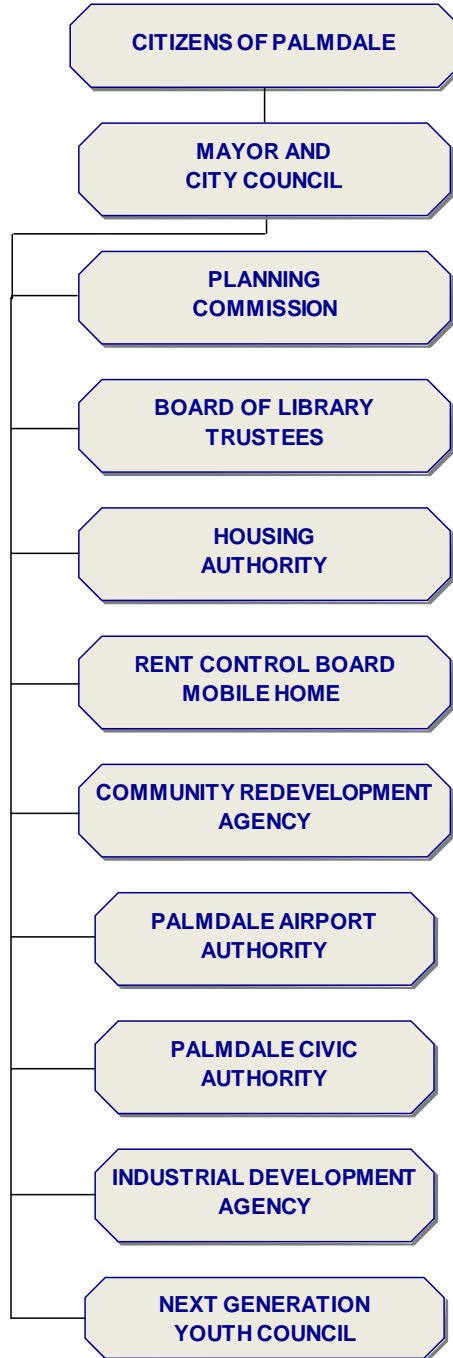 CITIZENS OF PALMDALE
MAYOR AND
CITY COUNCIL
PLANNING
COMMISSION
BOARD OF LIBRARY
TRUSTEES
HOUSING
AUTHORITY
RENT CONTROL BOARD
MOBILE HOME
COMMUNITY REDEVELOPMENT
AGENCY
PALMDALE AIRPORT
AUTHORITY
PALMDALE CIVIC
AUTHORITY
INDUSTRIAL DEVELOPMENT
AGENCY
NEXT GENERATION
YOUTH COUNCIL